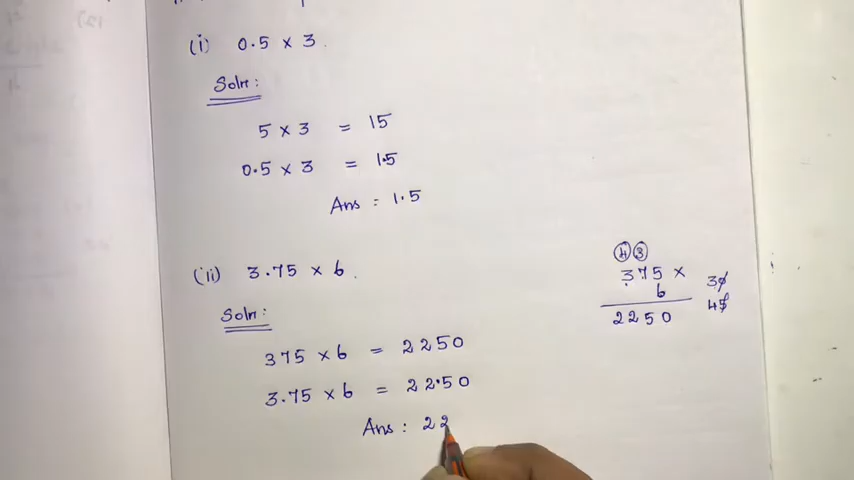 (i) 0.5 × 3.
Soln:
5 × 3 = 15
0.5 × 3 = 1.5
Ans : 1.5
(ii) 3.75 × 6.
Soln:
375 × 6 = 2250
3.75 × 6 = 22.50
Ans : 22
4 3
375 ×
6
30
45
2250